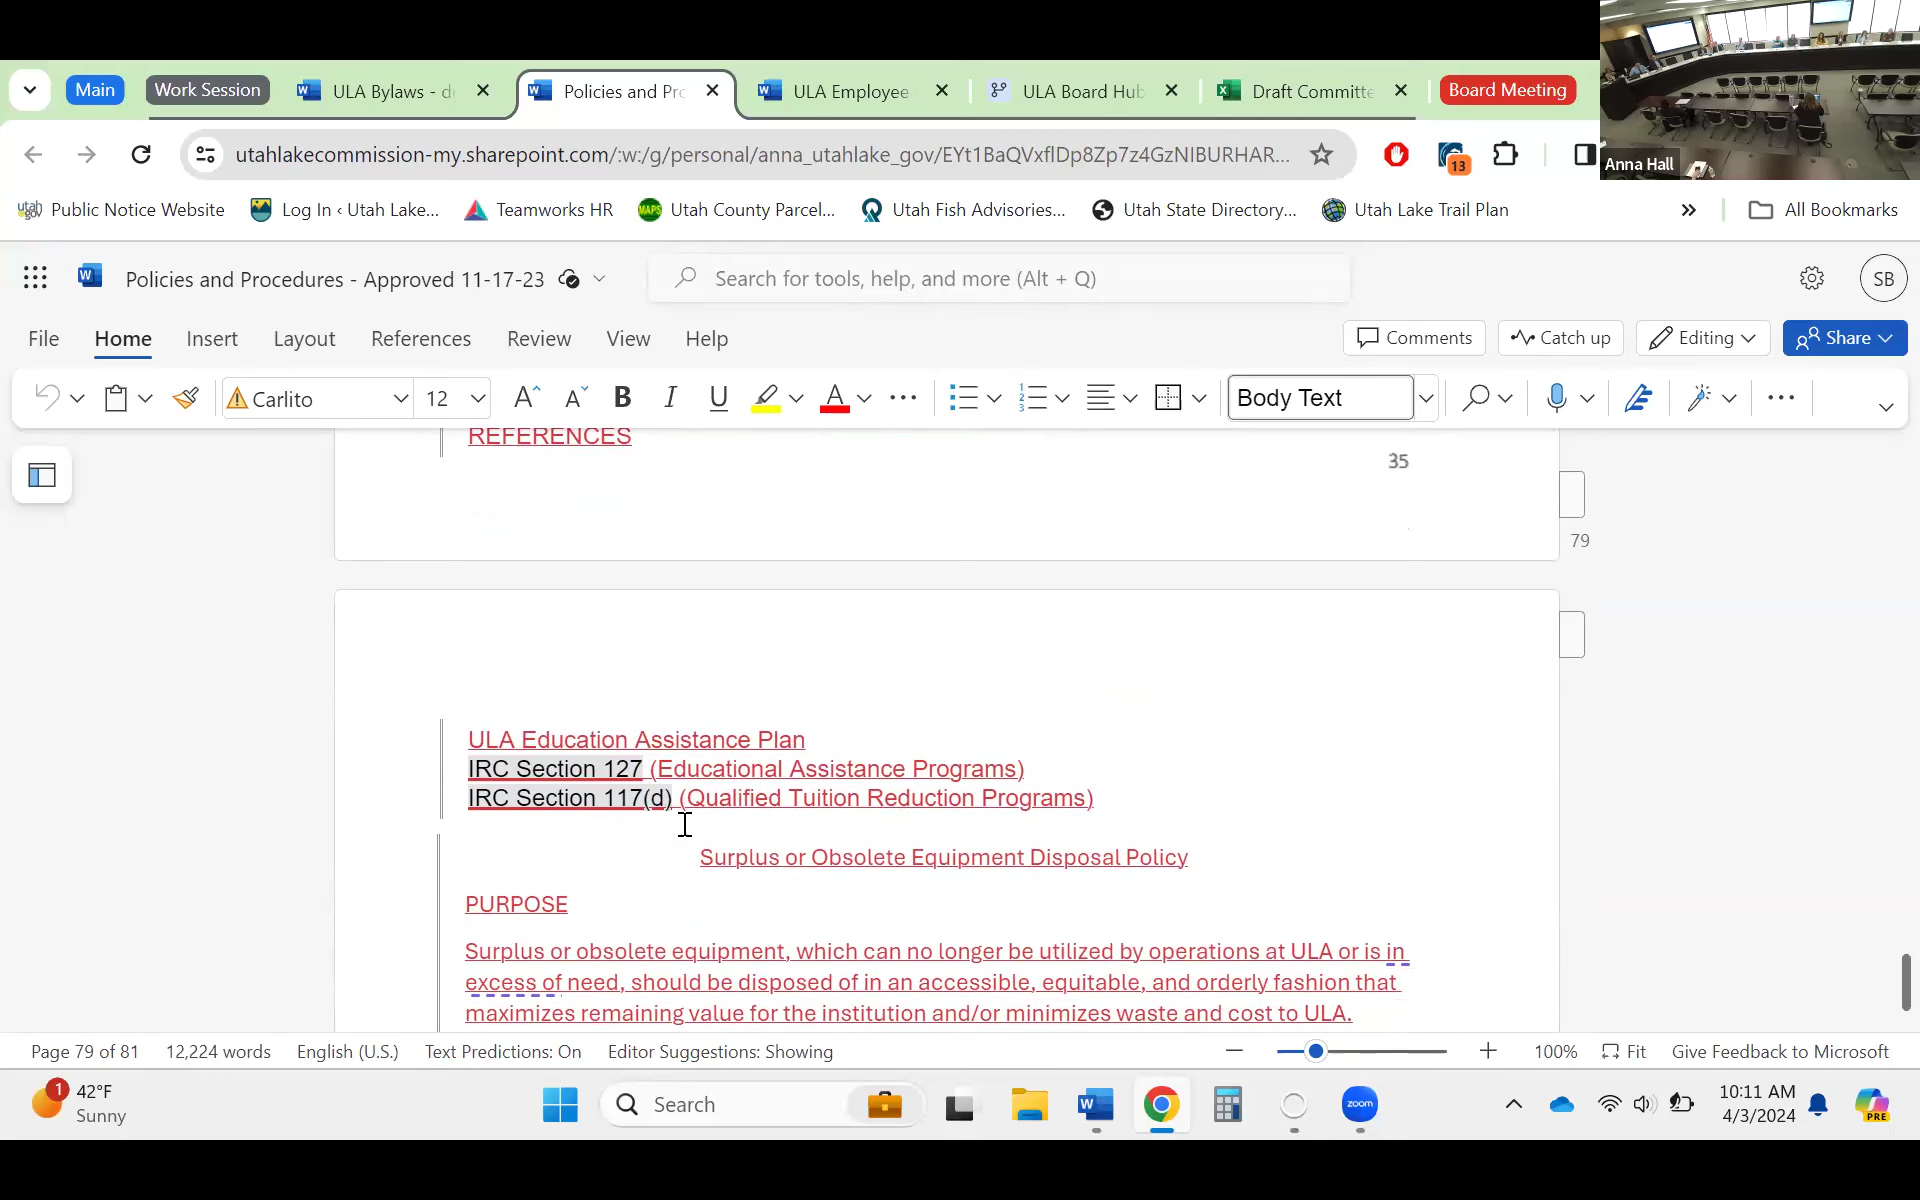 Main
Work Session
ULA Bylaws - d
Policies and Prc
ULA Employee
ULA Board Hub
Draft Committe
Board Meeting
utahlakecommission-my.sharepoint.com/:w:/g/personal/anna_utahlake_gov/EYt1BaQVxflDp8Zp7z4GzNIBURHAR...
13
Anna Hall
utah gov
Public Notice Website
Log In ‹ Utah Lake...
Teamworks HR
MAPS
Utah County Parcel...
Utah Fish Advisories...
Utah State Directory...
Utah Lake Trail Plan
All Bookmarks
Policies and Procedures - Approved 11-17-23
Search for tools, help, and more (Alt + Q)
SB
File
Home
Insert
Layout
References
Review
View
Help
Comments
Catch up
Editing
Share
Carlito
12
Body Text
REFERENCES
35
79
ULA Education Assistance Plan
IRC Section 127 (Educational Assistance Programs)
IRC Section 117(d) (Qualified Tuition Reduction Programs)
Surplus or Obsolete Equipment Disposal Policy
PURPOSE
Surplus or obsolete equipment, which can no longer be utilized by operations at ULA or is in
excess of need, should be disposed of in an accessible, equitable, and orderly fashion that
maximizes remaining value for the institution and/or minimizes waste and cost to ULA.
Page 79 of 81
12,224 words
English (U.S.)
Text Predictions: On
Editor Suggestions: Showing
100%
Fit
Give Feedback to Microsoft
1
42°F
Sunny
Search
zoom
10:11 AM
4/3/2024
PRE